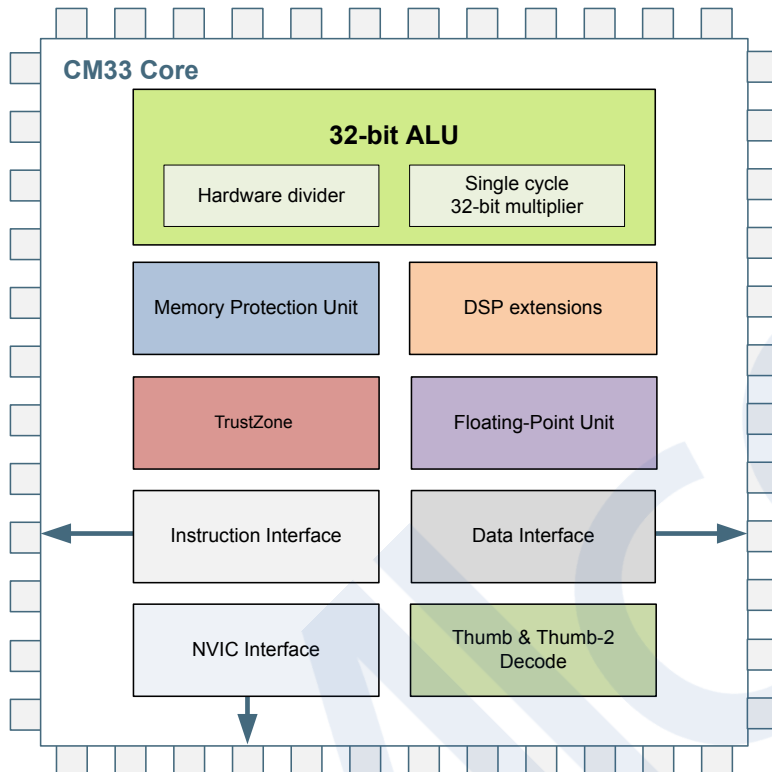 CM33 Core
32-bit ALU
Hardware divider
Single cycle
32-bit multiplier
Memory Protection Unit
DSP extensions
TrustZone
Floating-Point Unit
Instruction Interface
Data Interface
NVIC Interface
Thumb & Thumb-2
Decode